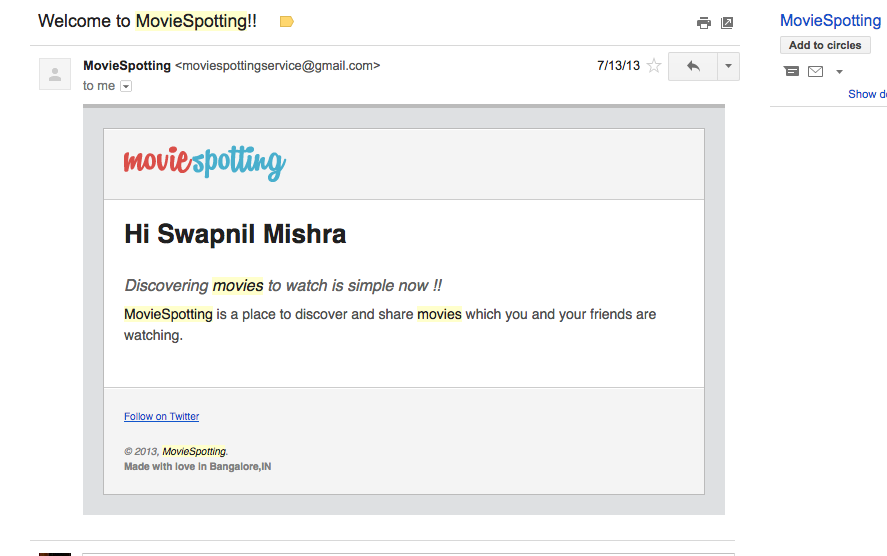 Welcome to MovieSpotting!!
MovieSpotting
Add to circles
MovieSpotting <moviespottingservice@gmail.com>
7/13/13
to me
Show
moviespotting
Hi Swapnil Mishra
Discovering movies to watch is simple now !!
MovieSpotting is a place to discover and share movies which you and your friends are
watching.
Follow on Twitter
© 2013, MovieSpotting.
Made with love in Bangalore,IN